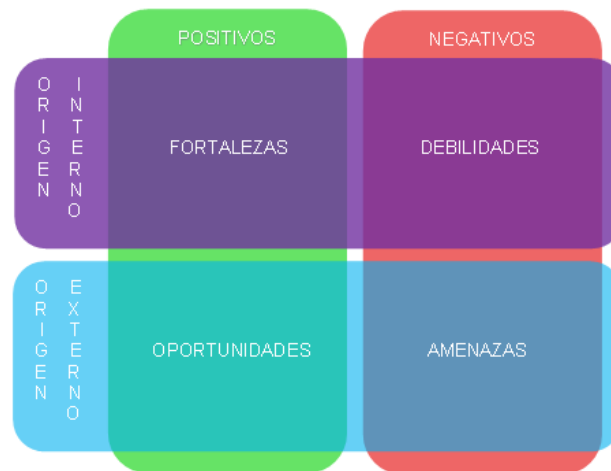 POSITIVOS
NEGATIVOS
ORIGEN
INTERNO
FORTALEZAS
DEBILIDADES
ORIGEN
EXTERNO
OPORTUNIDADES
AMENAZAS